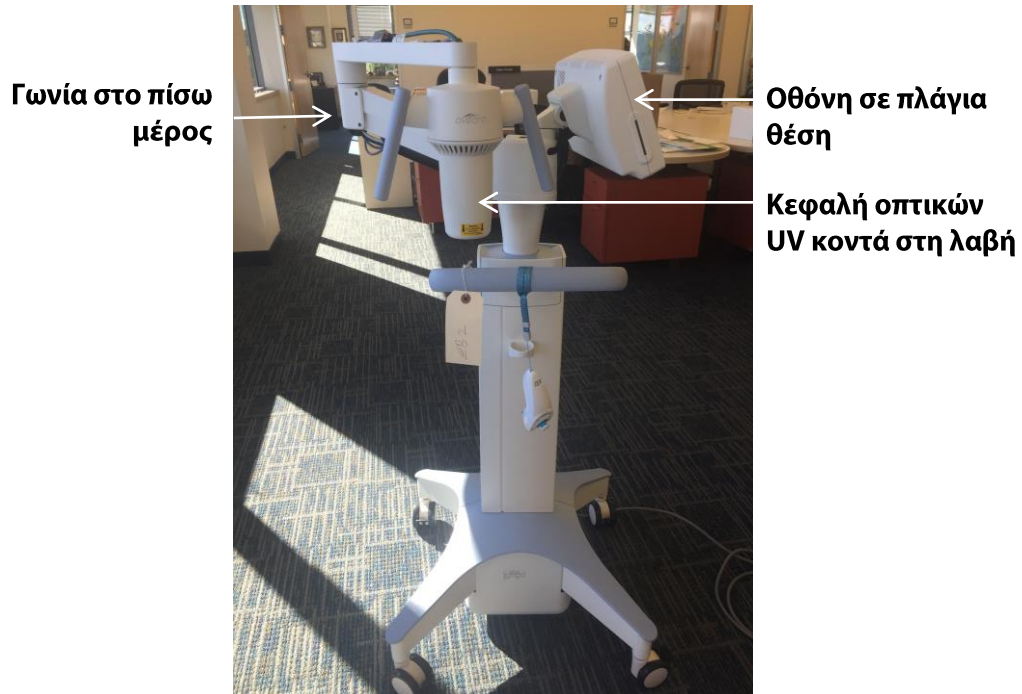 Γωνία στο πίσω
μέρος
Οθόνη σε πλάγια
θέση
Κεφαλή οπτικών
UV κοντά στη λαβή